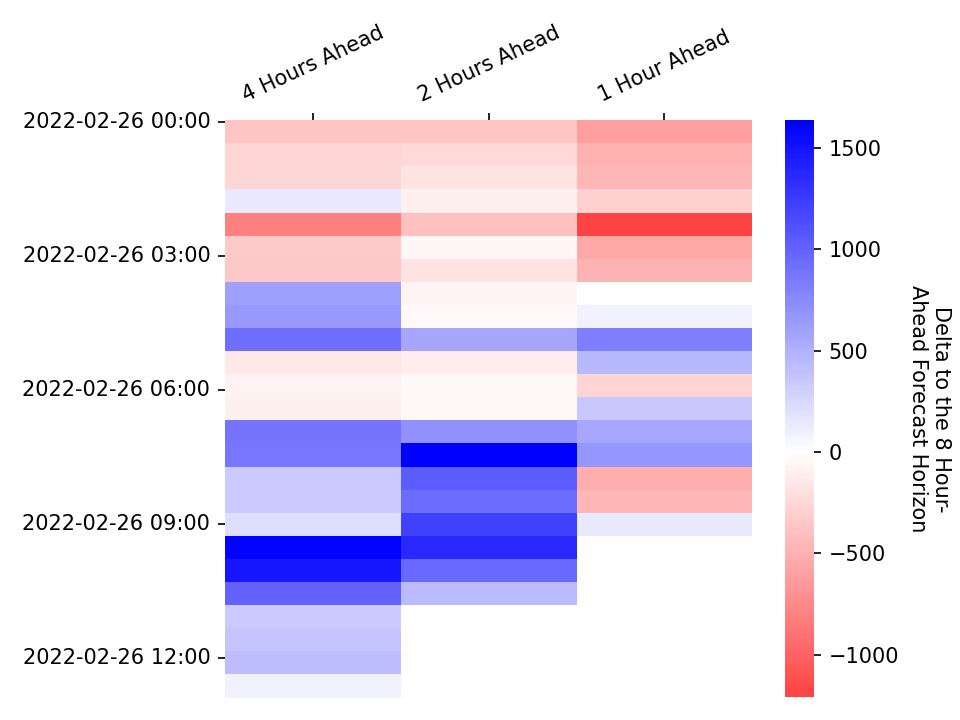 4 Hours Ahead
2 Hours Ahead
1 Hour Ahead
2022-02-26 00:00
2022-02-26 03:00
2022-02-26 06:00
2022-02-26 09:00
2022-02-26 12:00
1500
1000
500
0
−500
−1000
Delta to the 8 Hour-
Ahead Forecast Horizon